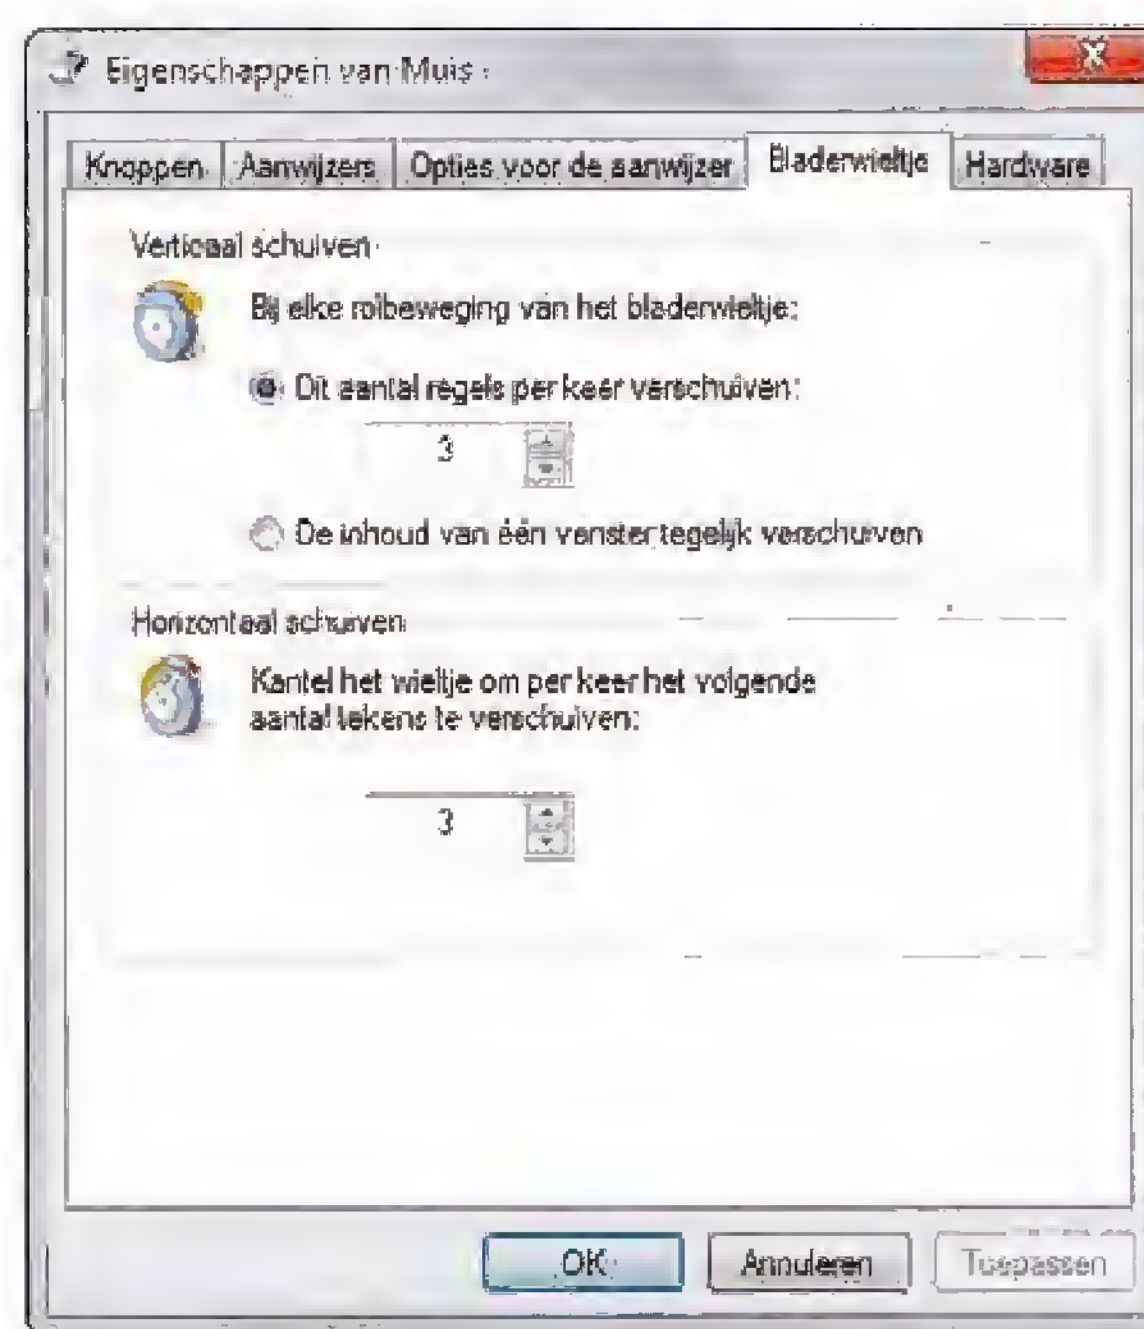 Eigenschappen van Muis
Knoppen Aanwijzers Opties voor de aanwijzer Bladerwieltje Hardware
Verticaal schuiven
Bij elke rolbeweging van het bladerwieltje:
Dit aantal regels per keer verschuiven:
3
De inhoud van één venster tegelijk verschuiven
Horizontaal schuiven
Kantel het wieltje om per keer het volgende
aantal tekens te verschuiven:
3
OK Annuleren Toepassen